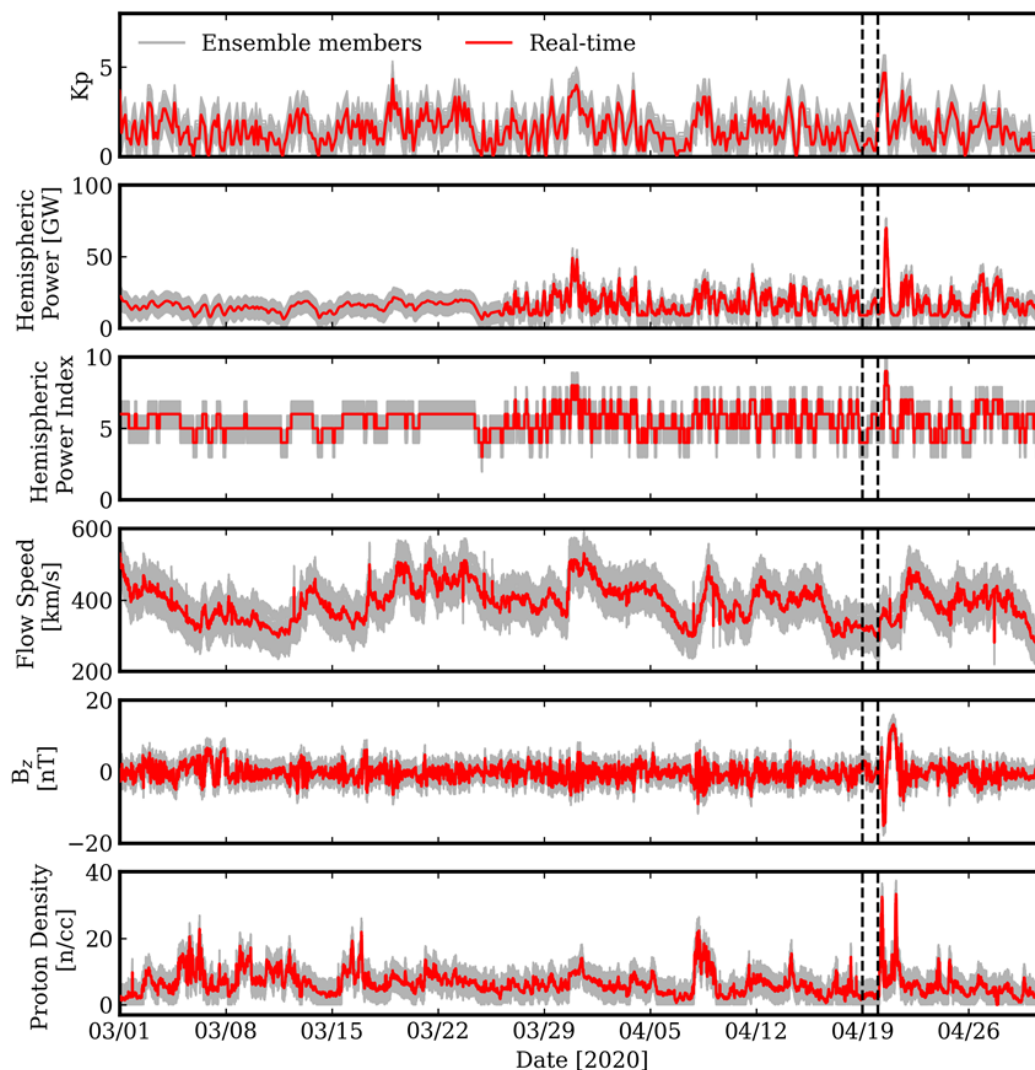 Ensemble members Real-time
Kp
5
0
Hemispheric
Power [GW]
100
50
0
Hemispheric
Power Index
10
5
0
Flow Speed
[km/s]
600
400
200
B_z
[nT]
20
0
−20
Proton Density
[n/cc]
40
20
0
03/01 03/08 03/15 03/22 03/29 04/05 04/12 04/19 04/26
Date [2020]